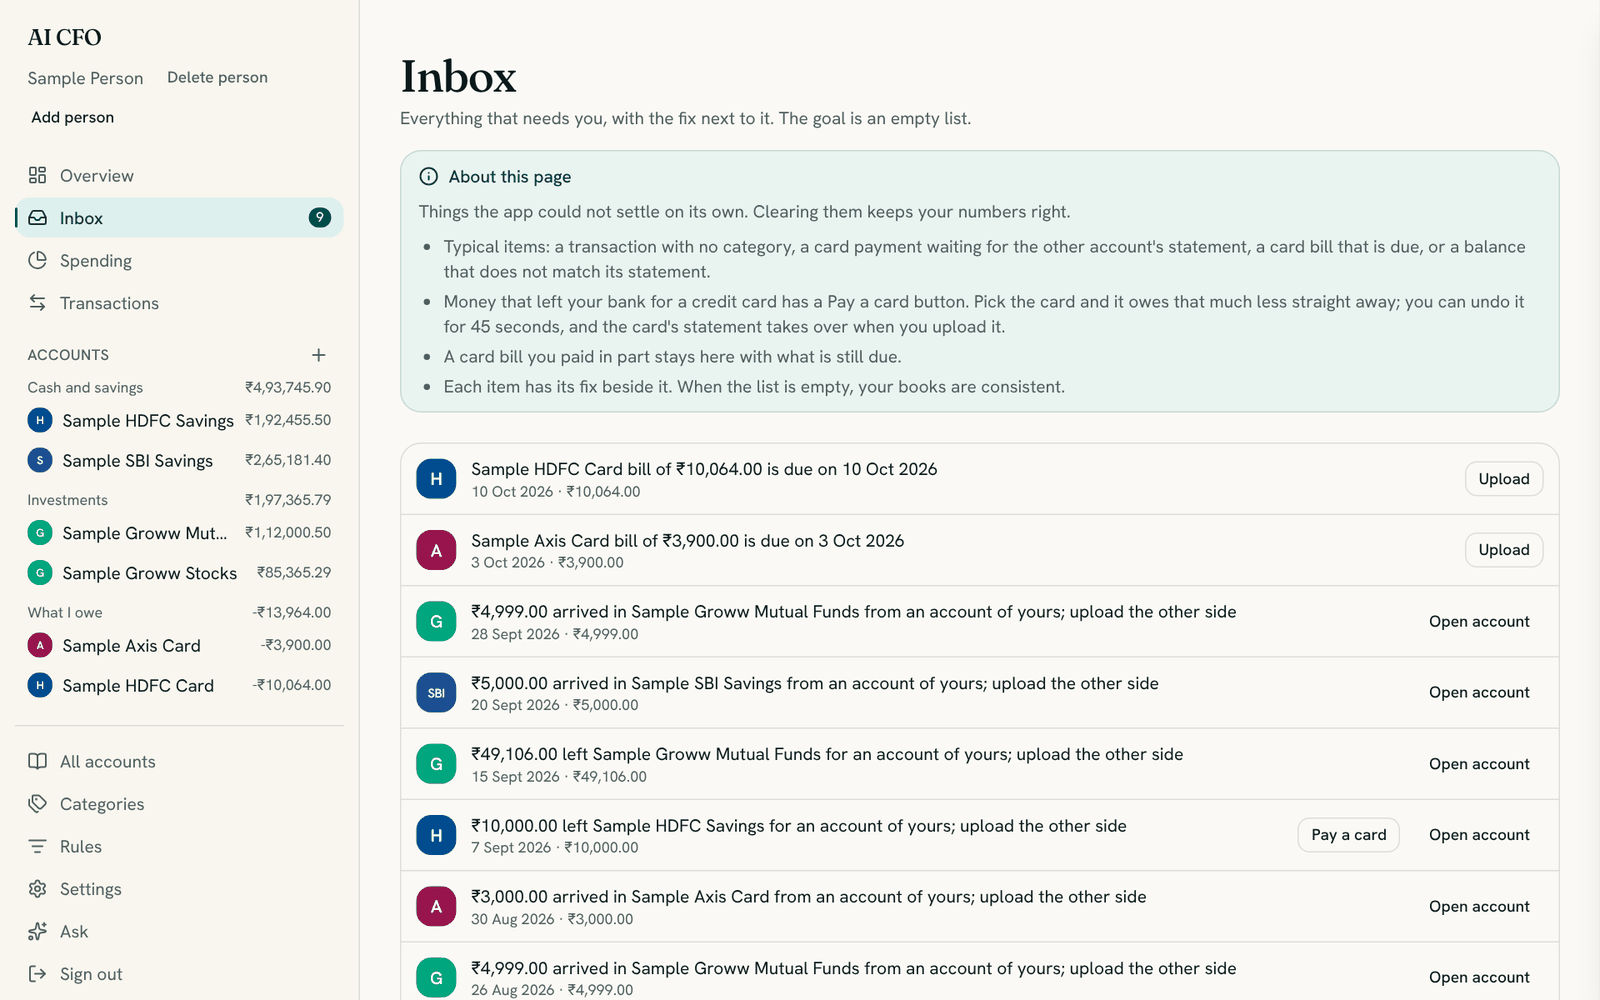 AI CFO
Sample Person Delete person
Add person
Overview
Inbox 9
Spending
Transactions
ACCOUNTS
Cash and savings ₹4,93,745.90
H Sample HDFC Savings ₹1,92,455.50
S Sample SBI Savings ₹2,65,181.40
Investments ₹1,97,365.79
G Sample Groww Mut... ₹1,12,000.50
G Sample Groww Stocks ₹85,365.29
What I owe -₹13,964.00
A Sample Axis Card -₹3,900.00
H Sample HDFC Card -₹10,064.00
All accounts
Categories
Rules
Settings
Ask
Sign out
Inbox
Everything that needs you, with the fix next to it. The goal is an empty list.
About this page
Things the app could not settle on its own. Clearing them keeps your numbers right.
• Typical items: a transaction with no category, a card payment waiting for the other account's statement, a card bill that is due, or a balance
that does not match its statement.
• Money that left your bank for a credit card has a Pay a card button. Pick the card and it owes that much less straight away; you can undo it
for 45 seconds, and the card's statement takes over when you upload it.
• A card bill you paid in part stays here with what is still due.
• Each item has its fix beside it. When the list is empty, your books are consistent.
H Sample HDFC Card bill of ₹10,064.00 is due on 10 Oct 2026
10 Oct 2026 · ₹10,064.00
Upload
A Sample Axis Card bill of ₹3,900.00 is due on 3 Oct 2026
3 Oct 2026 · ₹3,900.00
Upload
G ₹4,999.00 arrived in Sample Groww Mutual Funds from an account of yours; upload the other side
28 Sept 2026 · ₹4,999.00
Open account
SBI ₹5,000.00 arrived in Sample SBI Savings from an account of yours; upload the other side
20 Sept 2026 · ₹5,000.00
Open account
G ₹49,106.00 left Sample Groww Mutual Funds for an account of yours; upload the other side
15 Sept 2026 · ₹49,106.00
Open account
H ₹10,000.00 left Sample HDFC Savings for an account of yours; upload the other side
7 Sept 2026 · ₹10,000.00
Pay a card Open account
A ₹3,000.00 arrived in Sample Axis Card from an account of yours; upload the other side
30 Aug 2026 · ₹3,000.00
Open account
G ₹4,999.00 arrived in Sample Groww Mutual Funds from an account of yours; upload the other side
26 Aug 2026 · ₹4,999.00
Open account